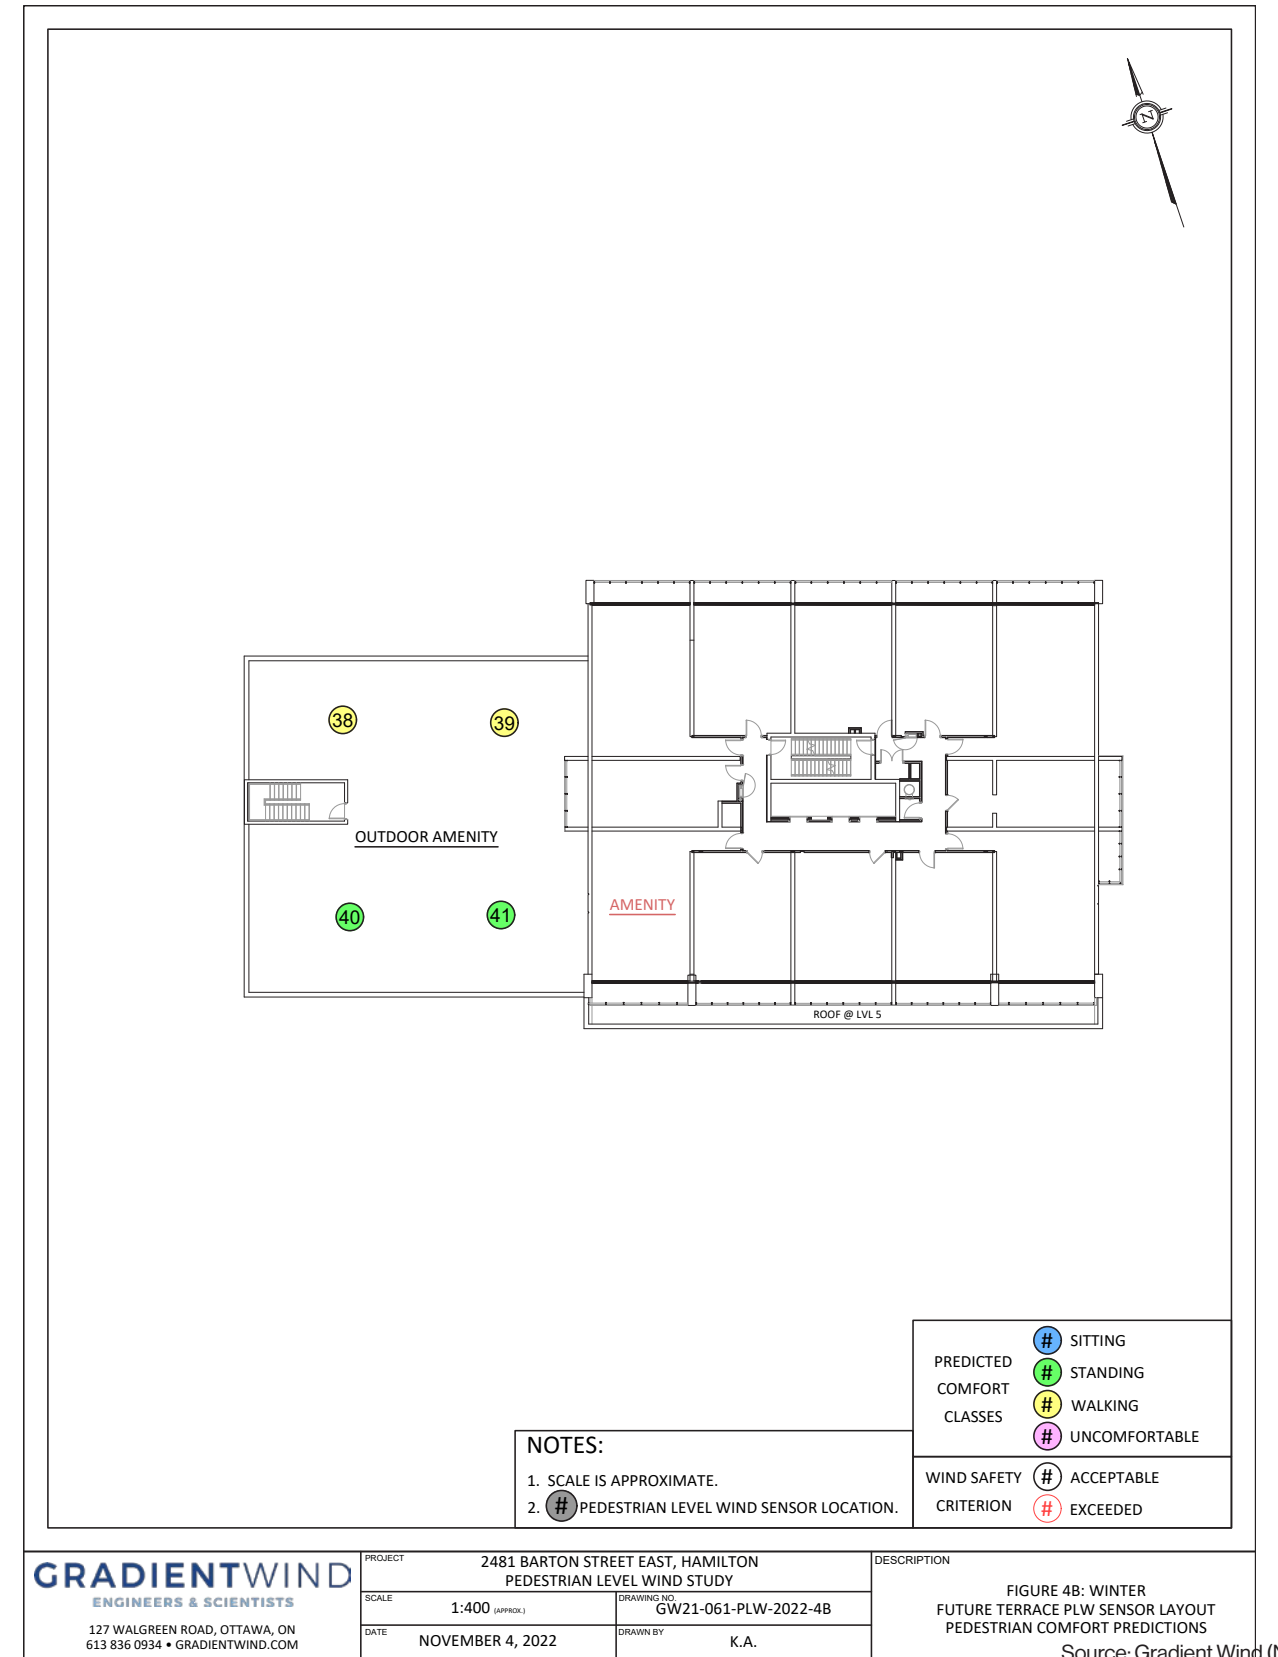 N
38
39
OUTDOOR AMENITY
40
41
AMENITY
ROOF @ LVL 5
PREDICTED
COMFORT
CLASSES
# SITTING
# STANDING
# WALKING
# UNCOMFORTABLE
WIND SAFETY
CRITERION
# ACCEPTABLE
# EXCEEDED
NOTES:
1. SCALE IS APPROXIMATE.
2. # PEDESTRIAN LEVEL WIND SENSOR LOCATION.
GRADIENTWIND
ENGINEERS & SCIENTISTS
127 WALGREEN ROAD, OTTAWA, ON
613 836 0934 • GRADIENTWIND.COM
PROJECT
2481 BARTON STREET EAST, HAMILTON
PEDESTRIAN LEVEL WIND STUDY
SCALE
1:400 (APPROX.)
DRAWING NO.
GW21-061-PLW-2022-4B
DATE
NOVEMBER 4, 2022
DRAWN BY
K.A.
DESCRIPTION
FIGURE 4B: WINTER
FUTURE TERRACE PLW SENSOR LAYOUT
PEDESTRIAN COMFORT PREDICTIONS
Source: Gradient Wind